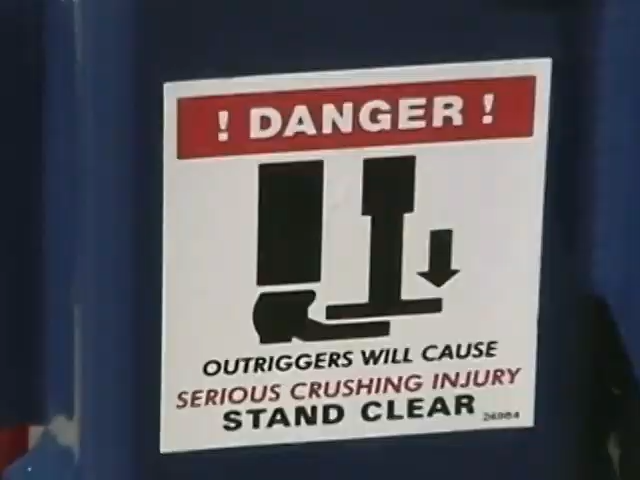 ! DANGER !
OUTRIGGERS WILL CAUSE
SERIOUS CRUSHING INJURY
STAND CLEAR